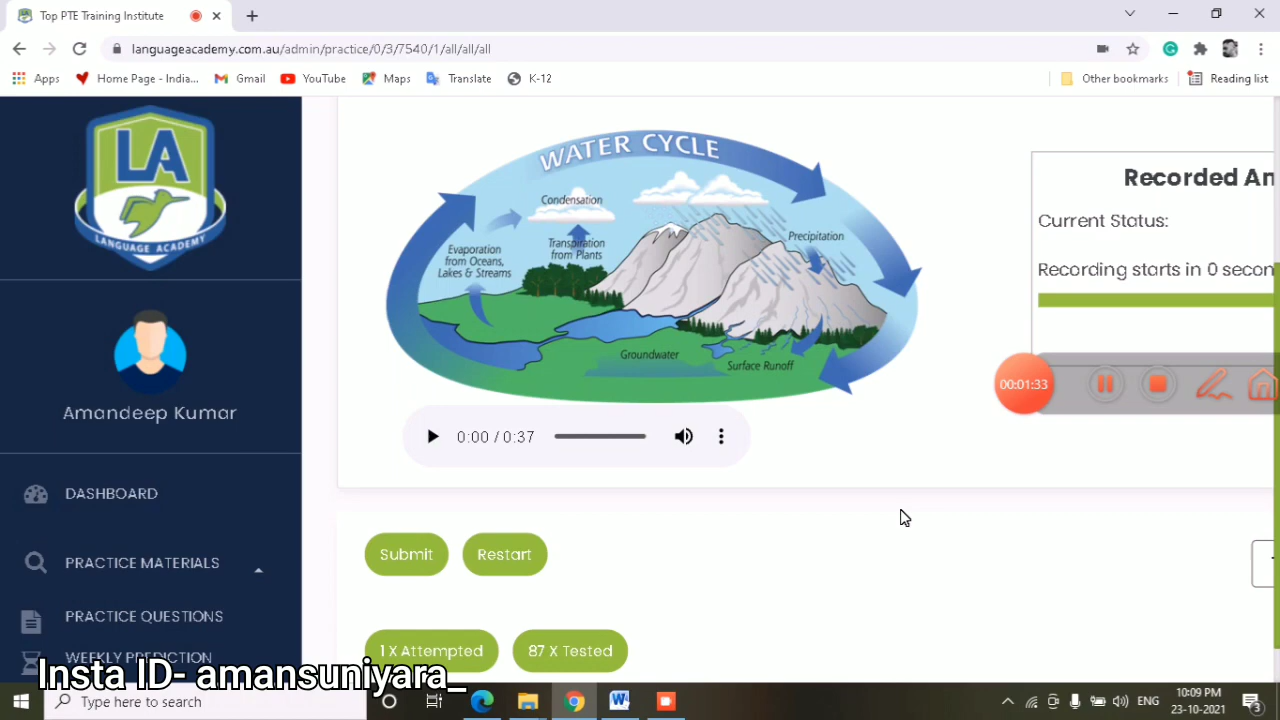 Top PTE Training Institute
languageacademy.com.au/admin/practice/0/3/7540/1/all/all/all
Apps
Home Page - India...
Gmail
YouTube
Maps
Translate
K-12
Other bookmarks
Reading list
LA
LANGUAGE ACADEMY
Amandeep Kumar
DASHBOARD
PRACTICE MATERIALS
PRACTICE QUESTIONS
WEEKLY PREDICTION
WATER CYCLE
Condensation
Evaporation
from Oceans,
Lakes & Streams
Transpiration
from Plants
Precipitation
Groundwater
Surface Runoff
0:00 / 0:37
Recorded An
Current Status:
Recording starts in 0 secon
00:01:33
Submit
Restart
1 X Attempted
87 X Tested
Insta ID- amansuniyara_
Type here to search
ENG
10:09 PM
23-10-2021
3